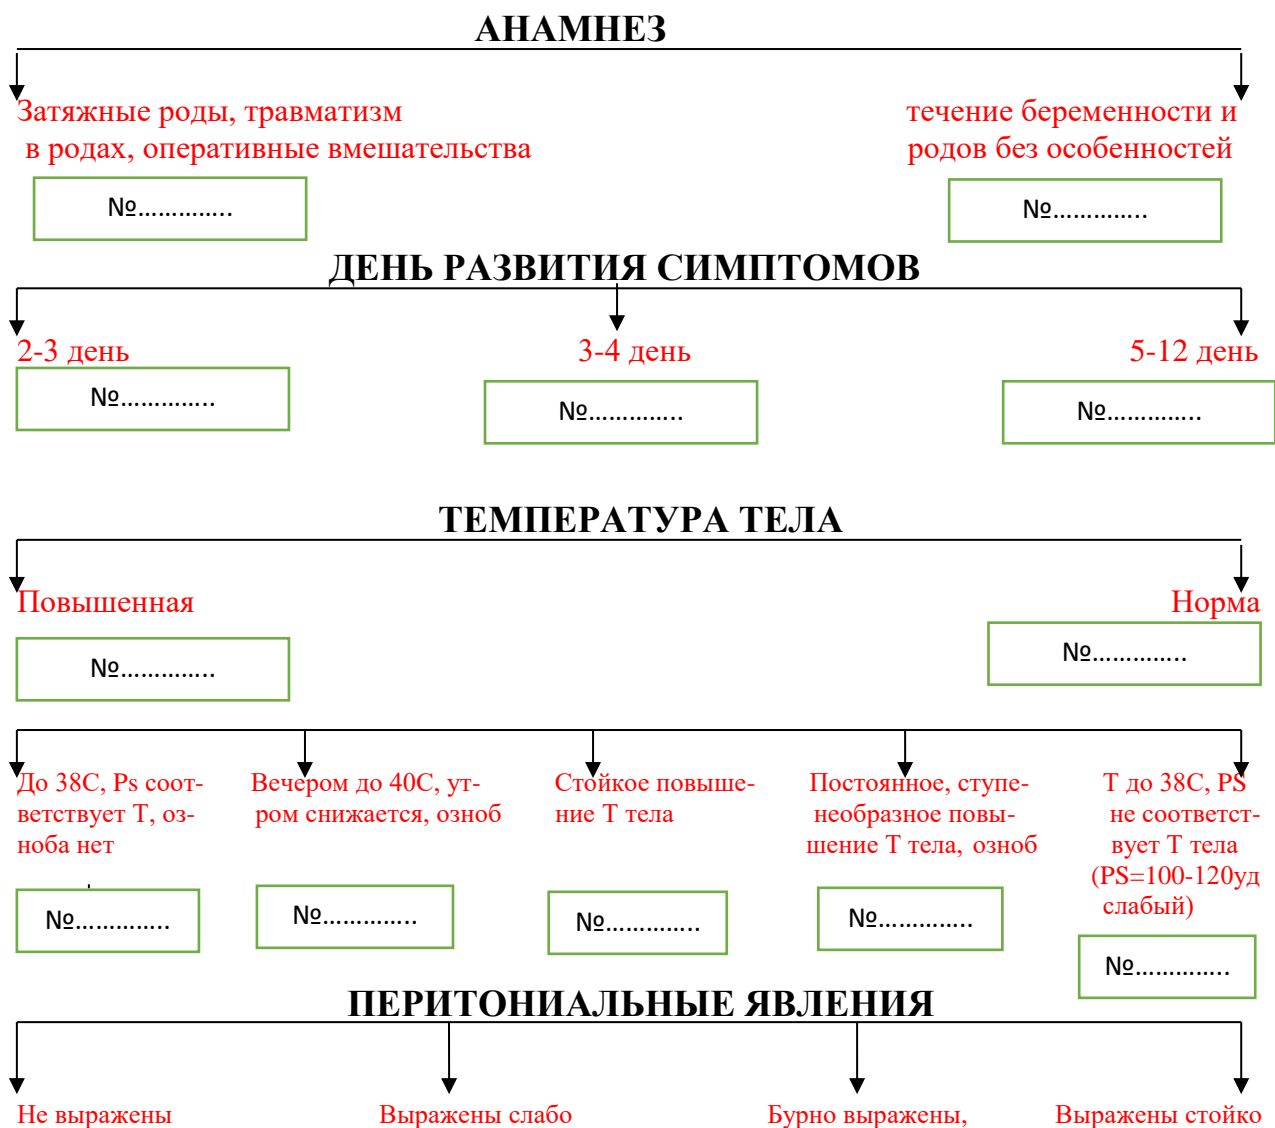 АНАМНЕЗ
Затяжные роды, травматизм
в родах, оперативные вмешательства
течение беременности и
родов без особенностей
№…………..
№…………..
ДЕНЬ РАЗВИТИЯ СИМПТОМОВ
2-3 день
3-4 день
5-12 день
№…………..
№…………..
№…………..
ТЕМПЕРАТУРА ТЕЛА
Повышенная
Норма
№…………..
№…………..
До 38С, Ps соот-
ветствует Т, оз-
ноба нет
Вечером до 40С, ут-
ром снижается, озноб
Стойкое повыше-
ние Т тела
Постоянное, ступе-
необразное повы-
шение Т тела, озноб
Т до 38С, PS
не соответст-
вует Т тела
(PS=100-120уд
слабый)
№…………..
№…………..
№…………..
№…………..
№…………..
ПЕРИТОНИАЛЬНЫЕ ЯВЛЕНИЯ
Не выражены
Выражены слабо
Бурно выражены,
Выражены стойко